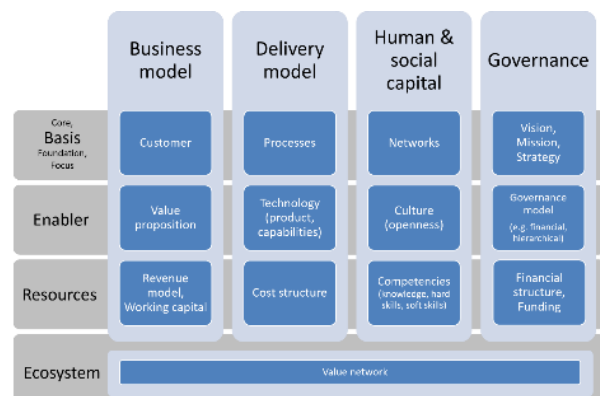 Business
model
Delivery
model
Human &
social
capital
Governance
Core,
Basis
Foundation,
Focus
Customer
Processes
Networks
Vision,
Mission,
Strategy
Enabler
Value
proposition
Technology
(product,
capabilities)
Culture
(openness)
Governance
model
(e.g. financial,
hierarchical)
Resources
Revenue
model,
Working capital
Cost structure
Competencies
(knowledge, hard
skills, soft skills)
Financial
structure,
Funding
Ecosystem
Value network